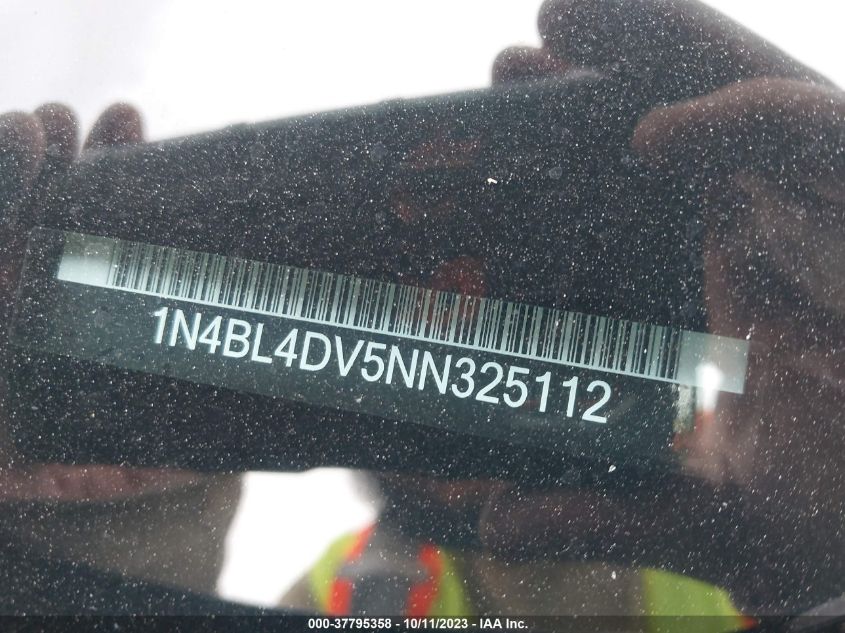 1N4BL4DV5NN325112
000-37795358 - 10/11/2023 - IAA Inc.